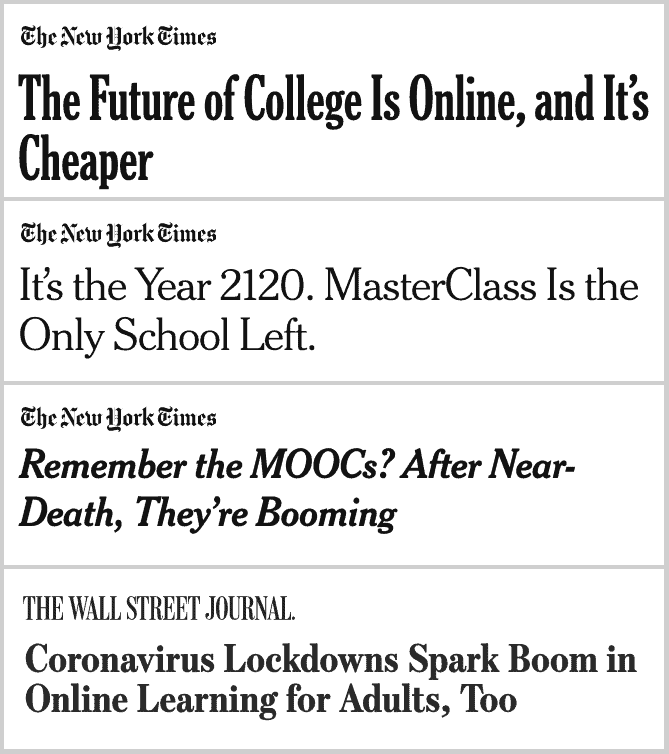 The New York Times
The Future of College Is Online, and It’s
Cheaper
The New York Times
It’s the Year 2120. MasterClass Is the
Only School Left.
The New York Times
Remember the MOOCs? After Near-
Death, They’re Booming
THE WALL STREET JOURNAL.
Coronavirus Lockdowns Spark Boom in
Online Learning for Adults, Too